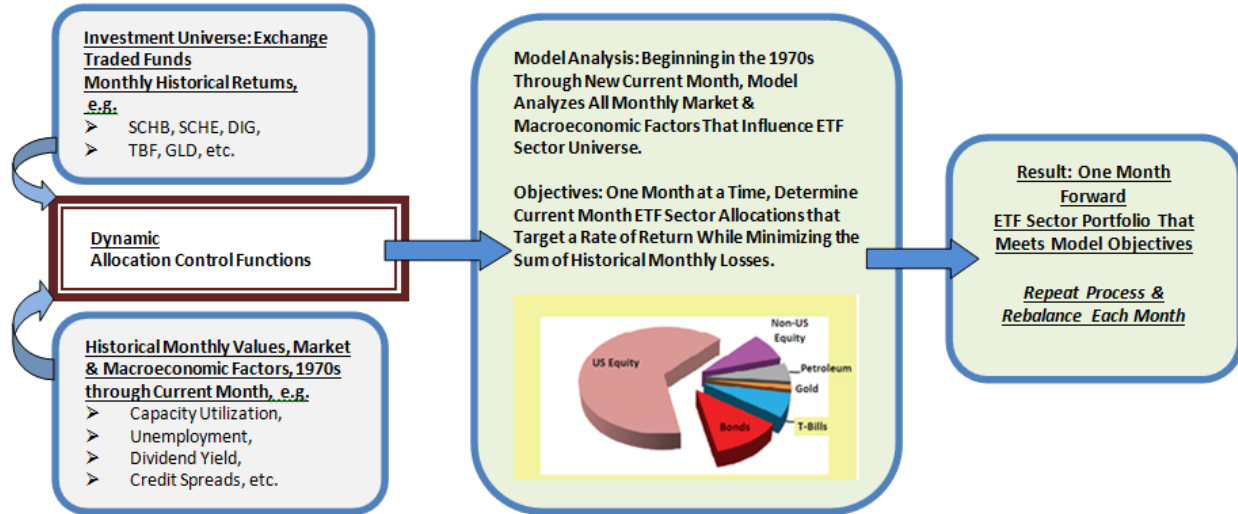 Investment Universe: Exchange
Traded Funds
Monthly Historical Returns,
e.g.
➢ SCHB, SCHE, DIG,
➢ TBF, GLD, etc.
Dynamic
Allocation Control Functions
Historical Monthly Values, Market
& Macroeconomic Factors, 1970s
through Current Month, e.g.
➢ Capacity Utilization,
➢ Unemployment,
➢ Dividend Yield,
➢ Credit Spreads, etc.
Model Analysis: Beginning in the 1970s
Through New Current Month, Model
Analyzes All Monthly Market &
Macroeconomic Factors That Influence ETF
Sector Universe.
Objectives: One Month at a Time, Determine
Current Month ETF Sector Allocations that
Target a Rate of Return While Minimizing the
Sum of Historical Monthly Losses.
US Equity
Non-US
Equity
Petroleum
Gold
T-Bills
Bonds
Result: One Month
Forward
ETF Sector Portfolio That
Meets Model Objectives
Repeat Process &
Rebalance Each Month